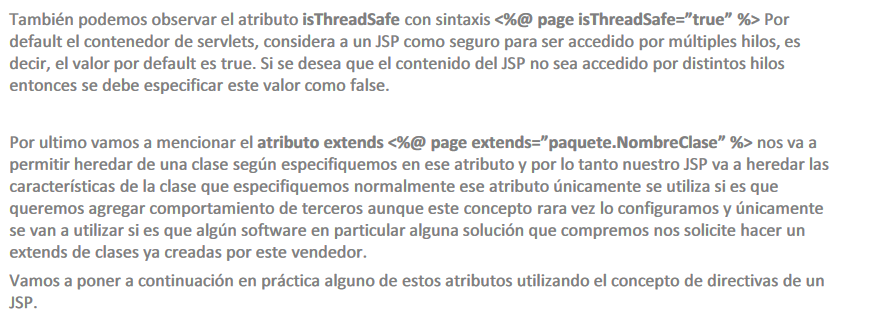 También podemos observar el atributo isThreadSafe con sintaxis <%@ page isThreadSafe=”true” %> Por
default el contenedor de servlets, considera a un JSP como seguro para ser accedido por múltiples hilos, es
decir, el valor por default es true. Si se desea que el contenido del JSP no sea accedido por distintos hilos
entonces se debe especificar este valor como false.
Por ultimo vamos a mencionar el atributo extends <%@ page extends=”paquete.NombreClase” %> nos va a
permitir heredar de una clase según especifiquemos en ese atributo y por lo tanto nuestro JSP va a heredar las
características de la clase que especifiquemos normalmente ese atributo únicamente se utiliza si es que
queremos agregar comportamiento de terceros aunque este concepto rara vez lo configuramos y únicamente
se van a utilizar si es que algún software en particular alguna solución que compremos nos solicite hacer un
extends de clases ya creadas por este vendedor.
Vamos a poner a continuación en práctica alguno de estos atributos utilizando el concepto de directivas de un
JSP.